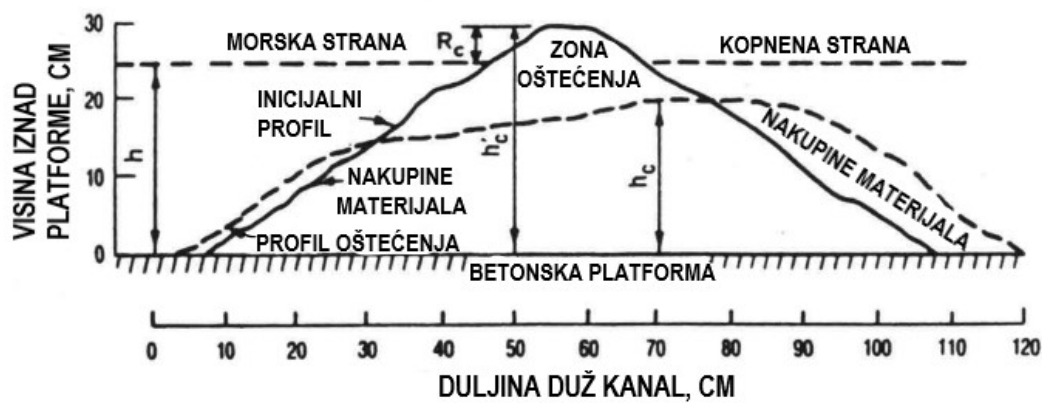 30
20
10
0
VISINA IZNAD
PLATFORME, CM
MORSKA STRANA
R_c
ZONA
OŠTEĆENJA
KOPNENA STRANA
INICIJALNI
PROFIL
h
h'_c
h_c
NAKUPINE
MATERIJALA
NAKUPINE MATERIJALA
PROFIL OŠTEĆENJA
BETONSKA PLATFORMA
0 10 20 30 40 50 60 70 80 90 100 110 120
DULJINA DUŽ KANAL, CM